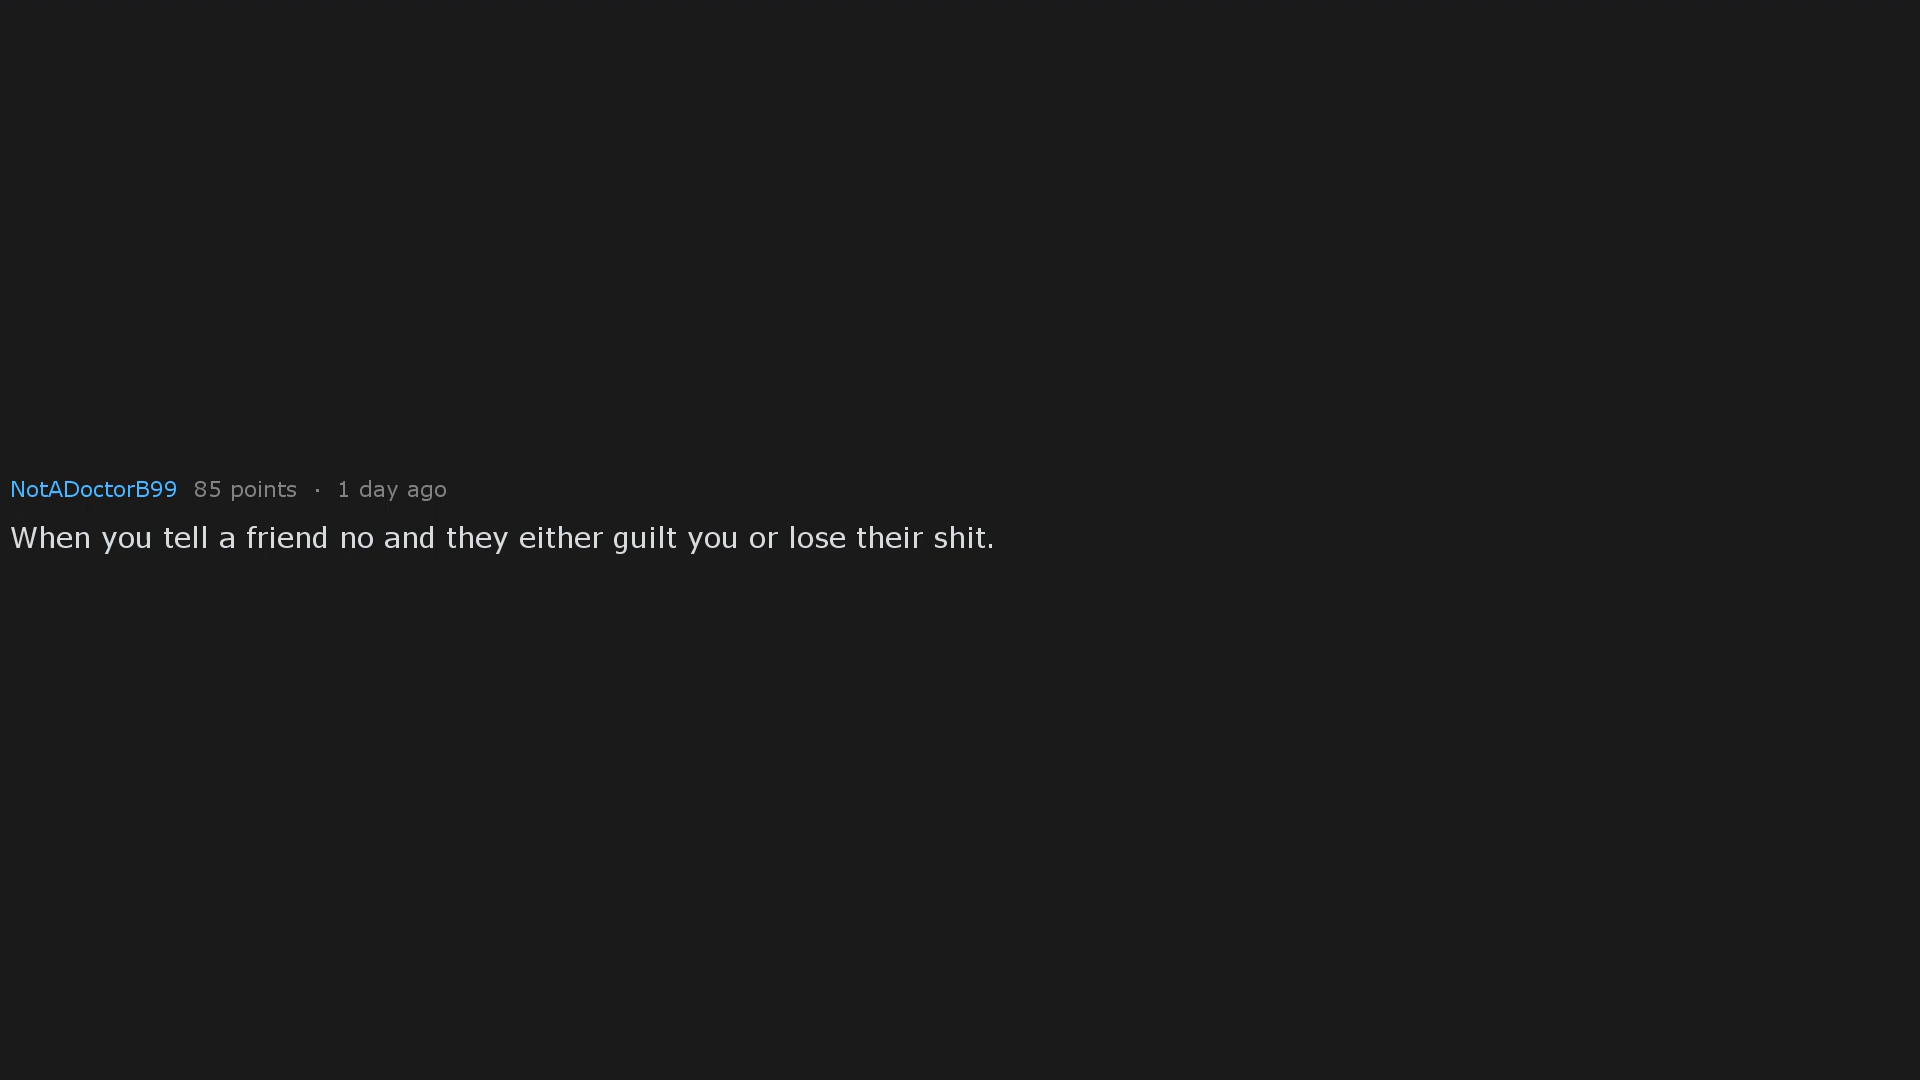 NotADoctorB99 85 points · 1 day ago
When you tell a friend no and they either guilt you or lose their shit.